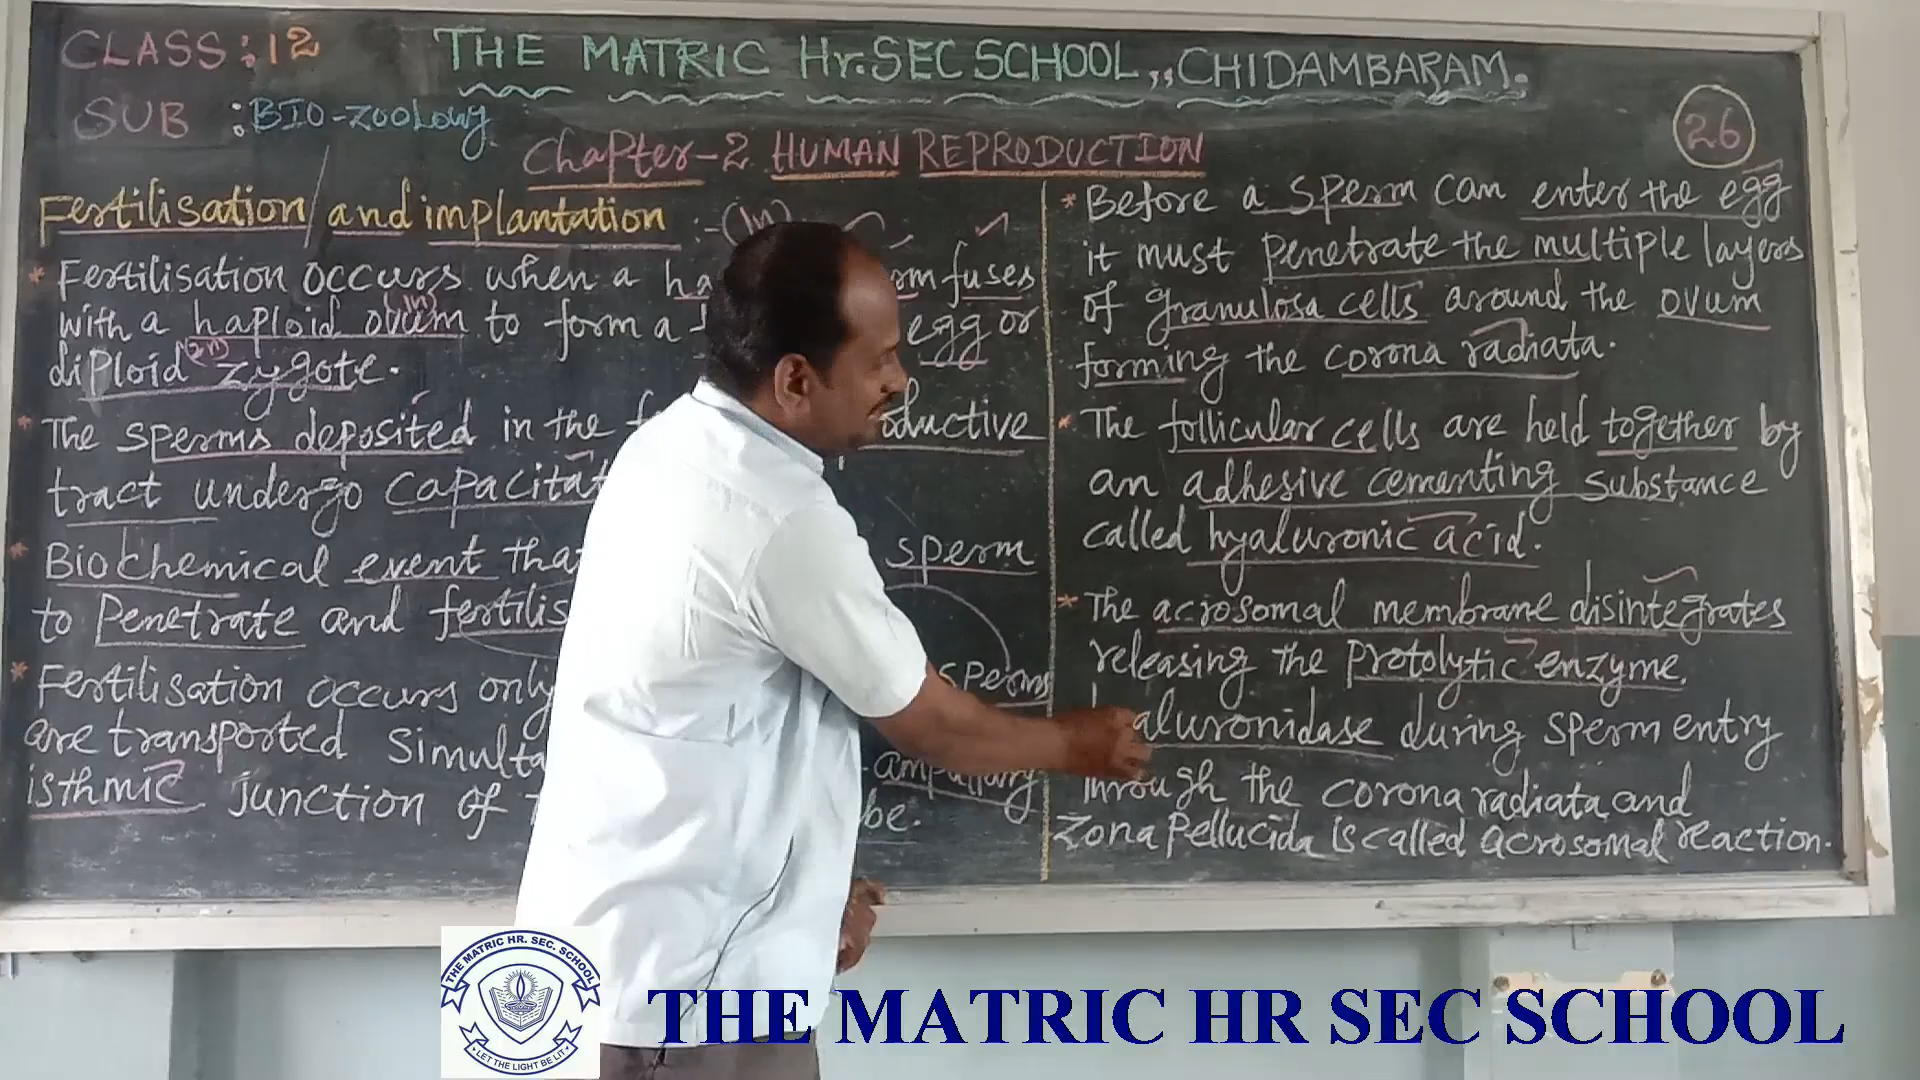 CLASS:12
THE MATRIC Hr.SEC SCHOOL,,CHIDAMBARAM.
SUB :BIO-ZOOLOGY
26
Chapter-2 HUMAN REPRODUCTION
Fertilisation and implantation :-(In)
* Fertilisation occurs when a fuses
with a haploid ovum (n) to form a egg or
diploid (2n) zygote.
* The sperms deposited in the
tract undergo
* Biochemical event sperm
to Penetrate and
* Fertilisation occurs only sperms
are transported ampullary
isthmic junction of
* Before a sperm can enter the egg
it must penetrate the multiple layers
of granulosa cells around the ovum
forming the corona radiata.
* The follicular cells are held together by
an adhesive cementing substance
called hyaluronic acid.
* The acrosomal membrane disintegrates
releasing the protolytic enzyme.
during sperm entry
through the corona radiata and
Zona Pellucida is called acrosomal reaction.
THE MATRIC HR. SEC. SCHOOL
LET THE LIGHT BE LIT
THE MATRIC HR SEC SCHOOL